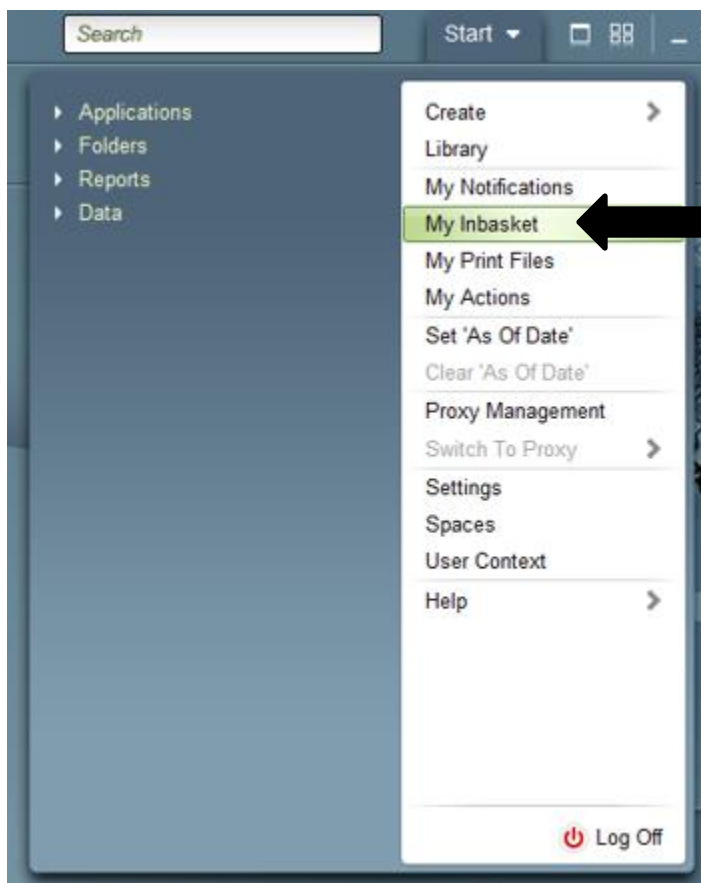 Search
Start
Applications
Folders
Reports
Data
Create
Library
My Notifications
My Inbasket
My Print Files
My Actions
Set 'As Of Date'
Clear 'As Of Date'
Proxy Management
Switch To Proxy
Settings
Spaces
User Context
Help
Log Off